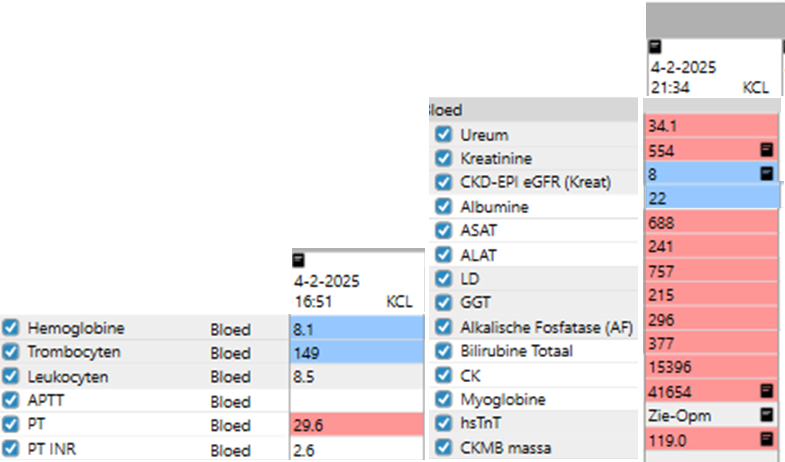 4-2-2025
21:34 KCL
Bloed
Ureum 34.1
Kreatinine 554
CKD-EPI eGFR (Kreat) 8
Albumine 22
ASAT 688
ALAT 241
LD 757
GGT 215
Alkalische Fosfatase (AF) 296
Bilirubine Totaal 377
CK 15396
Myoglobine 41654
hsTnT Zie-Opm
CKMB massa 119.0
4-2-2025
16:51 KCL
Hemoglobine Bloed 8.1
Trombocyten Bloed 149
Leukocyten Bloed 8.5
APTT Bloed
PT Bloed 29.6
PT INR Bloed 2.6